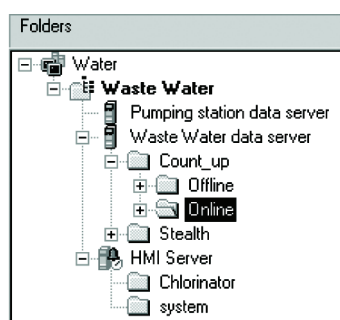 Folders
Water
Waste Water
Pumping station data server
Waste Water data server
Count_up
Offline
Online
Stealth
HMI Server
Chlorinator
system